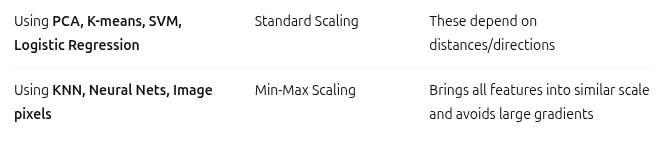 Using PCA, K-means, SVM, Standard Scaling These depend on
Logistic Regression distances/directions
Using KNN, Neural Nets, Image Min-Max Scaling Brings all features into similar scale
pixels and avoids large gradients